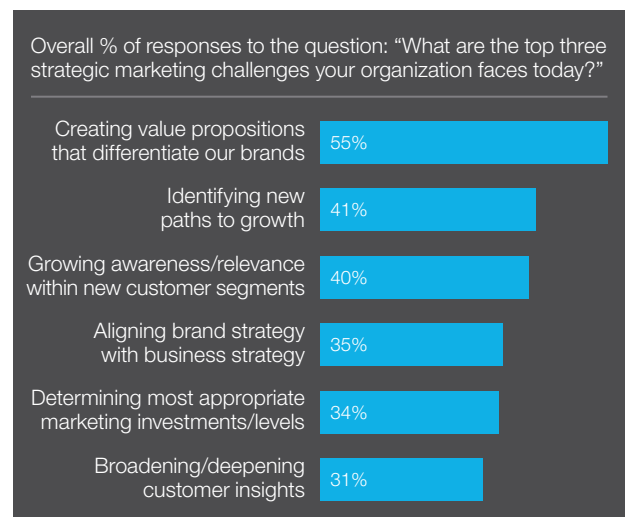 Overall % of responses to the question: “What are the top three
strategic marketing challenges your organization faces today?”
Creating value propositions
that differentiate our brands
55%
Identifying new
paths to growth
41%
Growing awareness/relevance
within new customer segments
40%
Aligning brand strategy
with business strategy
35%
Determining most appropriate
marketing investments/levels
34%
Broadening/deepening
customer insights
31%